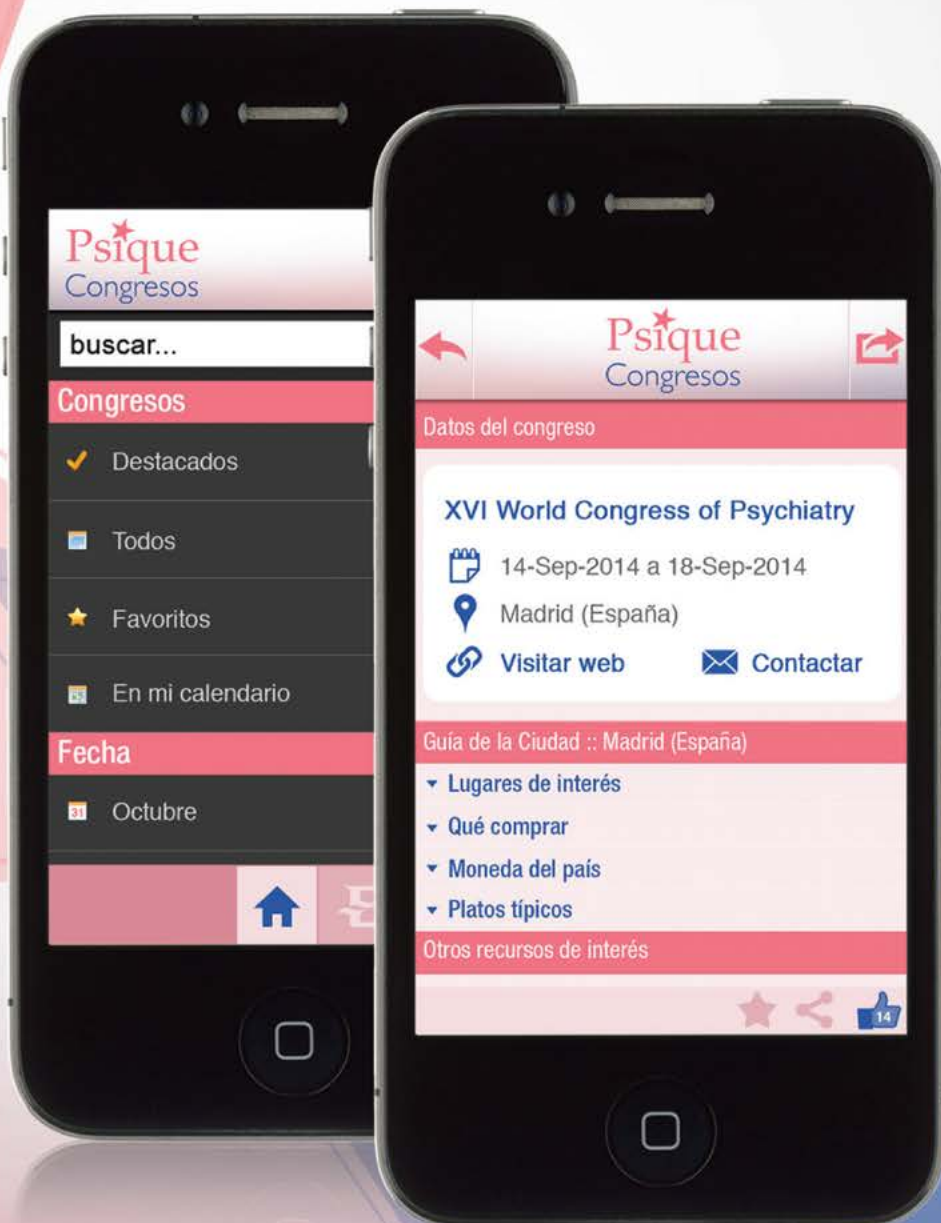 Psique
Congresos
buscar...
Congresos
Destacados
Todos
Favoritos
En mi calendario
Fecha
31
Octubre
Psique
Congresos
Datos del congreso
XVI World Congress of Psychiatry
14-Sep-2014 a 18-Sep-2014
Madrid (España)
Visitar web
Contactar
Guía de la Ciudad :: Madrid (España)
Lugares de interés
Qué comprar
Moneda del país
Platos típicos
Otros recursos de interés
14